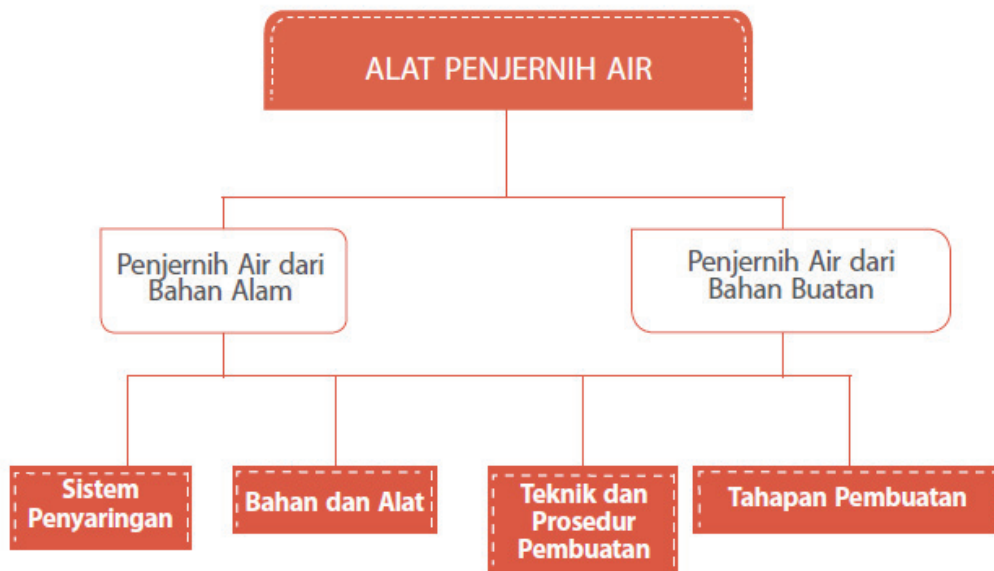 ALAT PENJERNIH AIR
Penjernih Air dari
Bahan Alam
Penjernih Air dari
Bahan Buatan
Sistem
Penyaringan
Bahan dan Alat
Teknik dan
Prosedur
Pembuatan
Tahapan Pembuatan